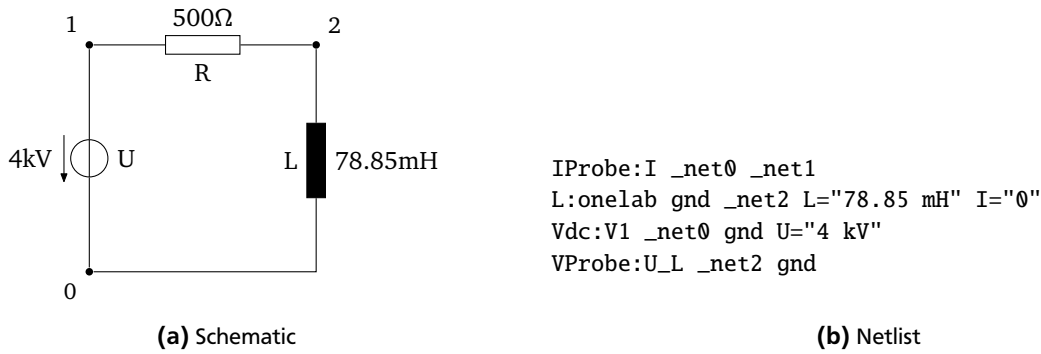 500Ω
1
2
R
4kV
U
L
78.85mH
0
(a) Schematic
IProbe:I _net0 _net1
L:onelab gnd _net2 L="78.85 mH" I="0"
Vdc:V1 _net0 gnd U="4 kV"
VProbe:U_L _net2 gnd
(b) Netlist